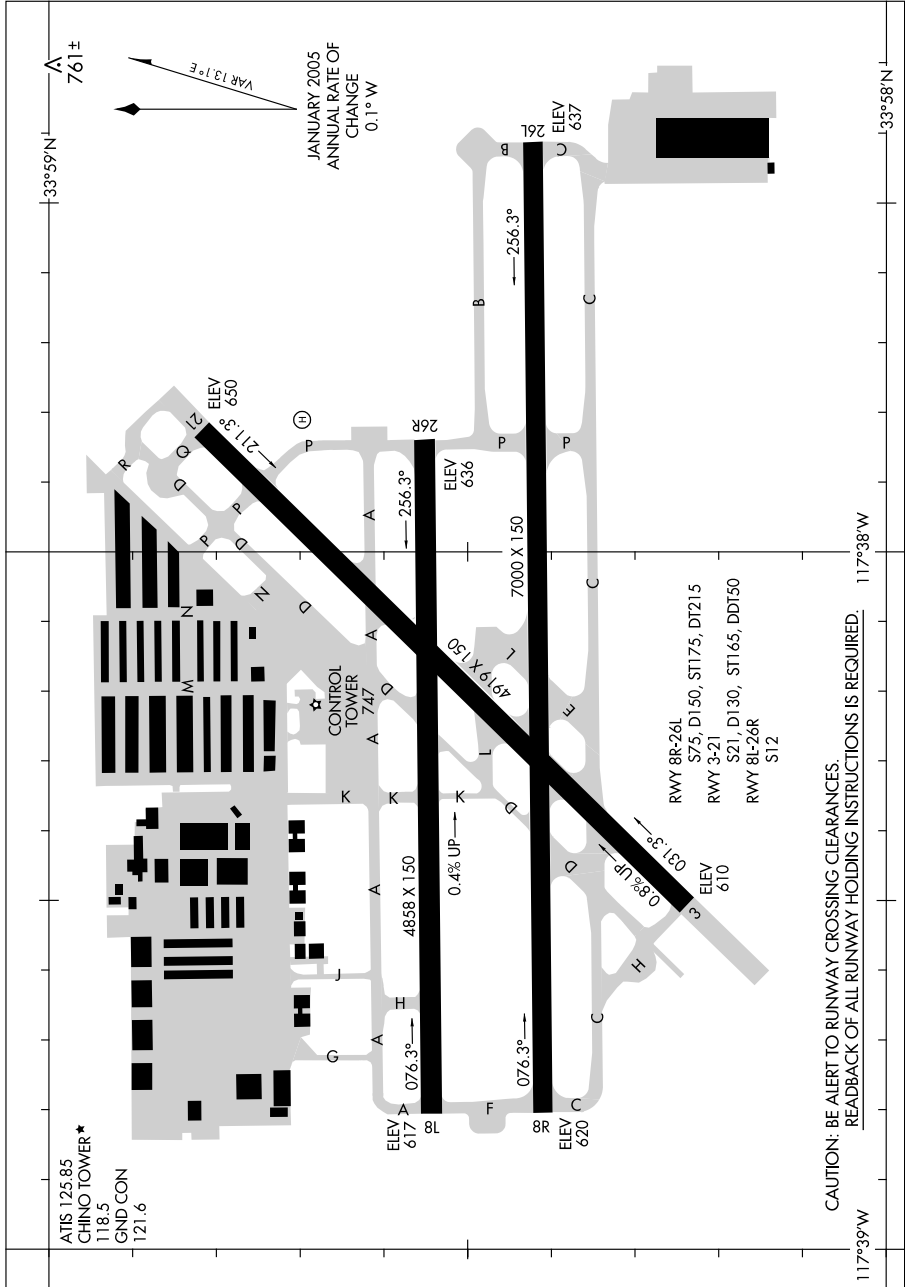 ATIS 125.85
CHINO TOWER★
118.5
GND CON
121.6
761±
VAR 13.1° E
JANUARY 2005
ANNUAL RATE OF
CHANGE
0.1° W
33°59'N
33°58'N
117°39'W
117°38'W
R
Q
D
21
ELEV
650
211.3°
H
P
P
P
D
N
N
W
D
A
A
D
A
CONTROL
TOWER
747
K
K
K
A
J
H
G
A
A
ELEV
617
8L
076.3°
4858 X 150
0.4% UP
256.3°
26R
ELEV
636
4919 X 150
L
L
E
D
D
B
B
P
P
C
C
C
C
C
F
8R
ELEV
620
076.3°
7000 X 150
256.3°
26L
ELEV
637
H
3
ELEV
610
031.3°
0.8% UP
RWY 8R-26L
S75, D150, ST175, DT215
RWY 3-21
S21, D130, ST165, DDT50
RWY 8L-26R
S12
CAUTION: BE ALERT TO RUNWAY CROSSING CLEARANCES.
READBACK OF ALL RUNWAY HOLDING INSTRUCTIONS IS REQUIRED.